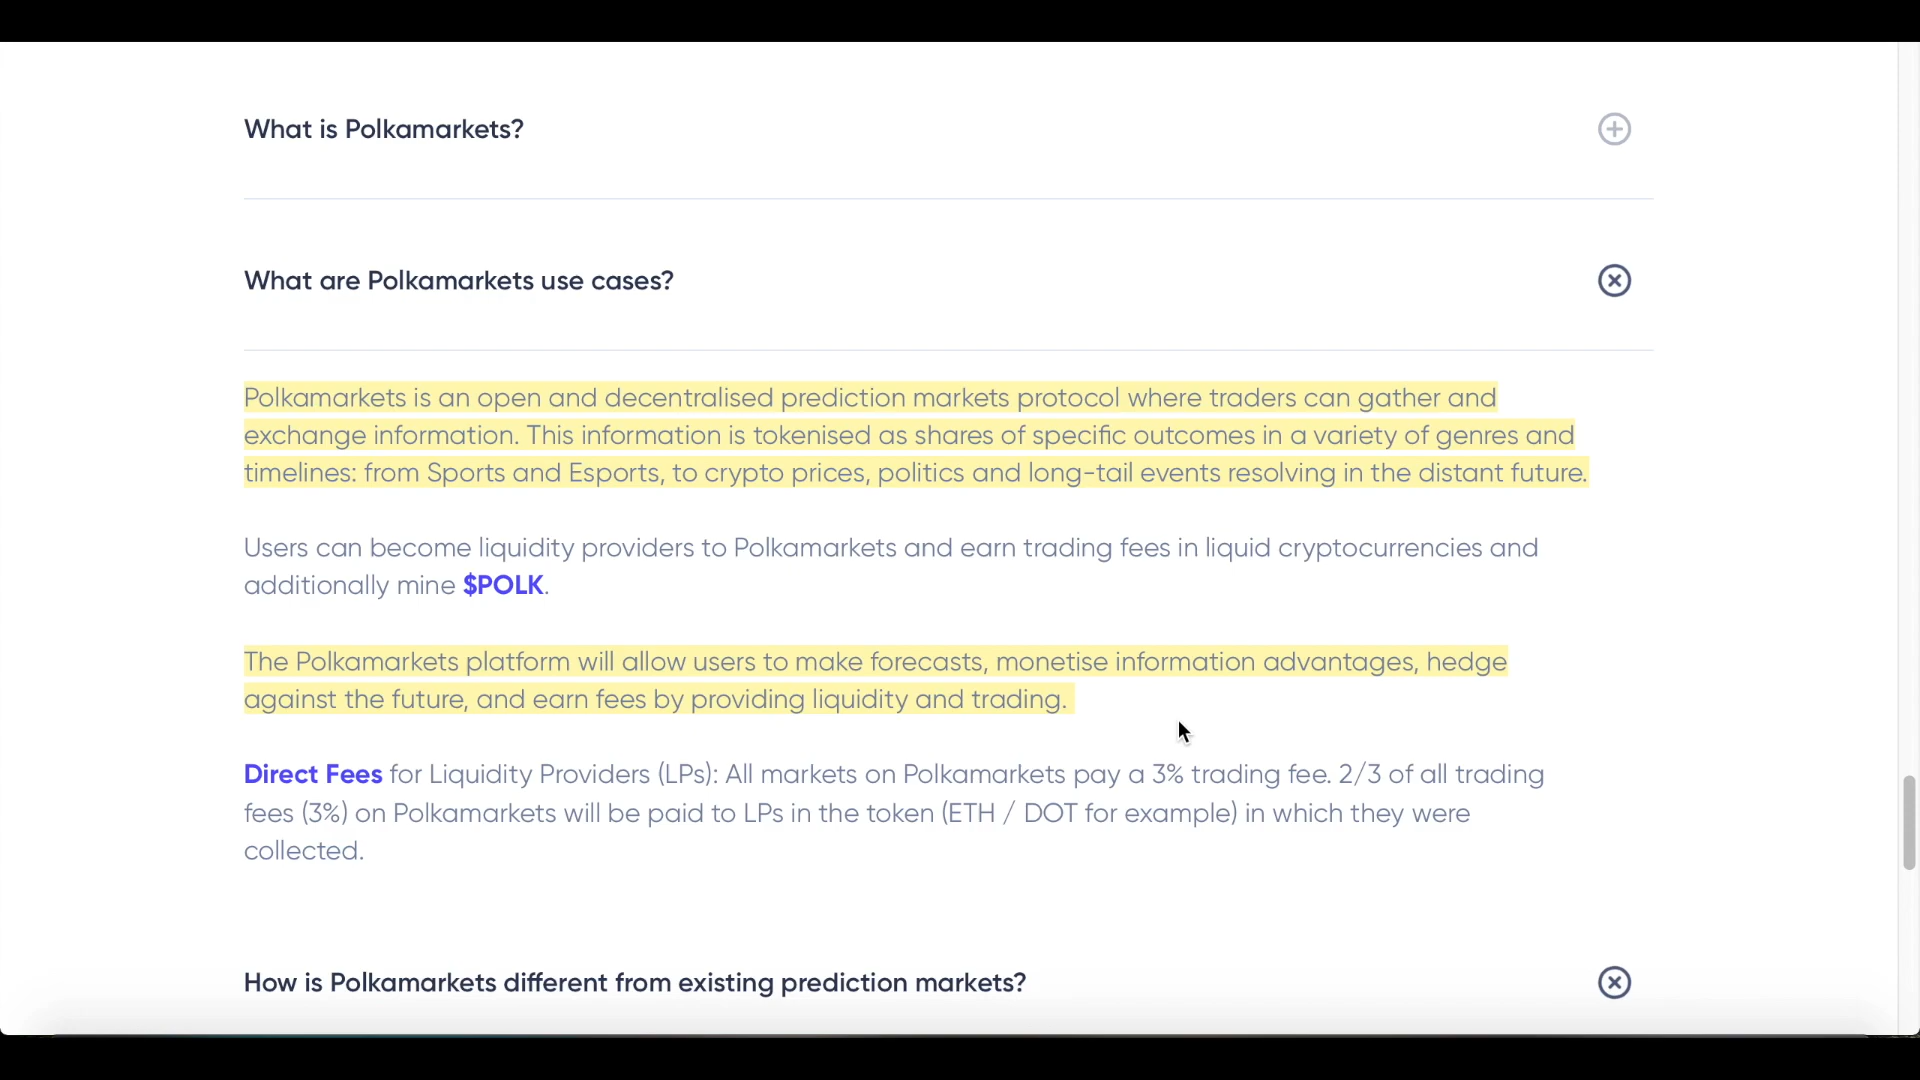 What is Polkamarkets?
What are Polkamarkets use cases?
Polkamarkets is an open and decentralised prediction markets protocol where traders can gather and
exchange information. This information is tokenised as shares of specific outcomes in a variety of genres and
timelines: from Sports and Esports, to crypto prices, politics and long-tail events resolving in the distant future.
Users can become liquidity providers to Polkamarkets and earn trading fees in liquid cryptocurrencies and
additionally mine $POLK.
The Polkamarkets platform will allow users to make forecasts, monetise information advantages, hedge
against the future, and earn fees by providing liquidity and trading.
Direct Fees for Liquidity Providers (LPs): All markets on Polkamarkets pay a 3% trading fee. 2/3 of all trading
fees (3%) on Polkamarkets will be paid to LPs in the token (ETH / DOT for example) in which they were
collected.
How is Polkamarkets different from existing prediction markets?